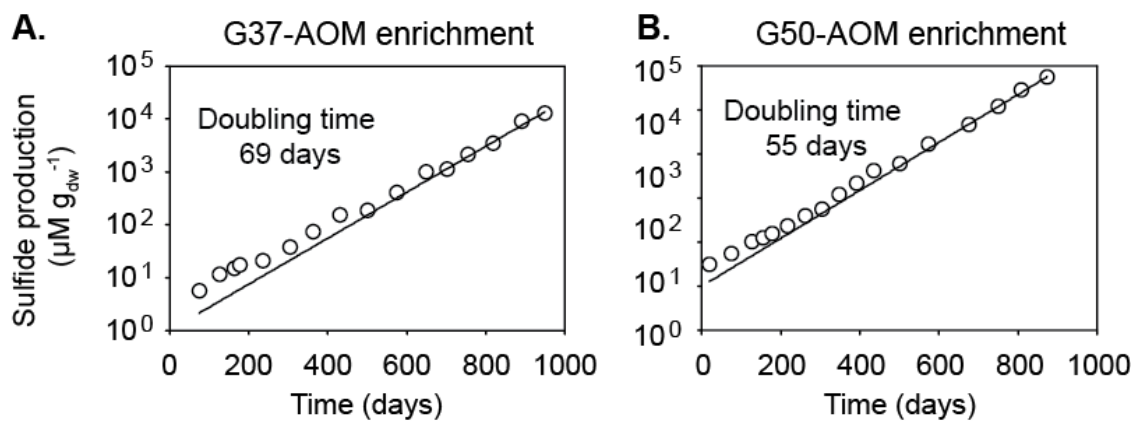 A. G37-AOM enrichment
Sulfide production
(µM g_dw^-1)
10^5
10^4
10^3
10^2
10^1
10^0
Doubling time
69 days
0 200 400 600 800 1000
Time (days)
B. G50-AOM enrichment
10^5
10^4
10^3
10^2
10^1
10^0
Doubling time
55 days
0 200 400 600 800 1000
Time (days)